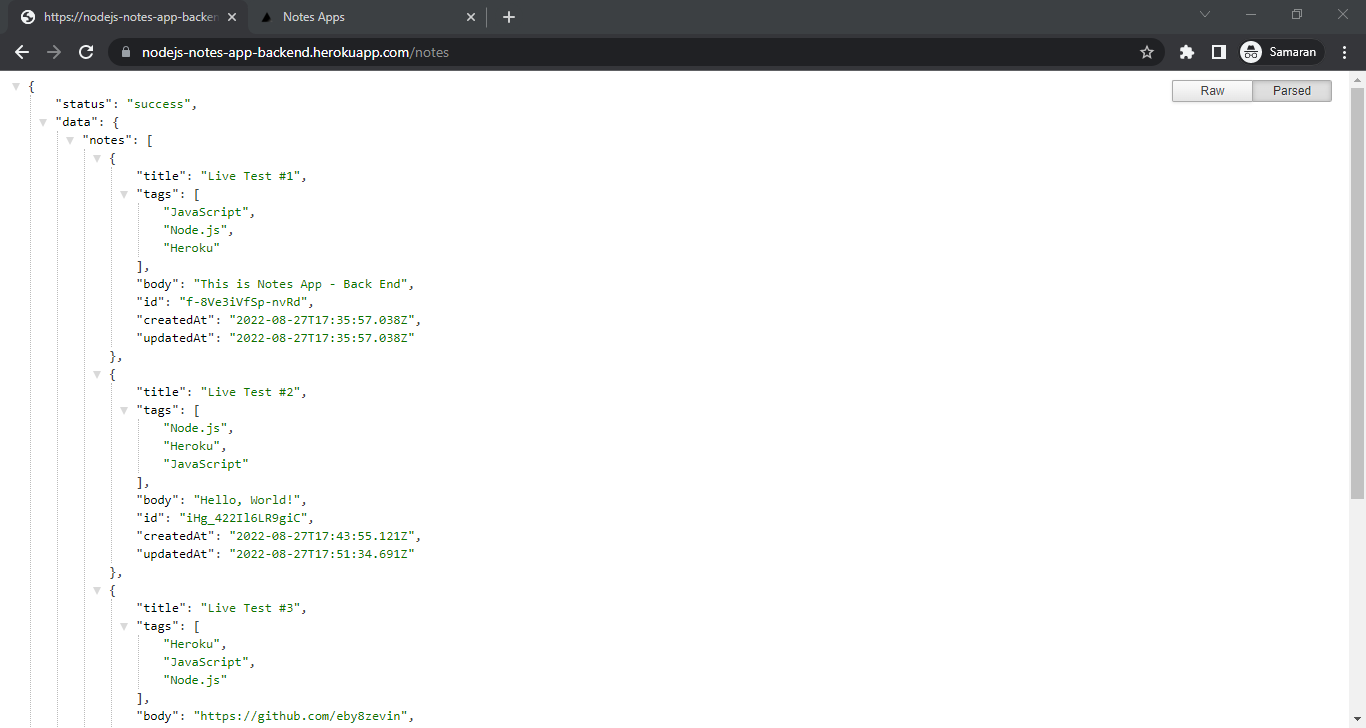 https://nodejs-notes-app-backen
Notes Apps
nodejs-notes-app-backend.herokuapp.com/notes
Samaran
Raw
Parsed
{
"status": "success",
"data": {
"notes": [
{
"title": "Live Test #1",
"tags": [
"JavaScript",
"Node.js",
"Heroku"
],
"body": "This is Notes App - Back End",
"id": "f-8Ve3iVfSp-nvRd",
"createdAt": "2022-08-27T17:35:57.038Z",
"updatedAt": "2022-08-27T17:35:57.038Z"
},
{
"title": "Live Test #2",
"tags": [
"Node.js",
"Heroku",
"JavaScript"
],
"body": "Hello, World!",
"id": "iHg_422Il6LR9giC",
"createdAt": "2022-08-27T17:43:55.121Z",
"updatedAt": "2022-08-27T17:51:34.691Z"
},
{
"title": "Live Test #3",
"tags": [
"Heroku",
"JavaScript",
"Node.js"
],
"body": "https://github.com/eby8zevin",